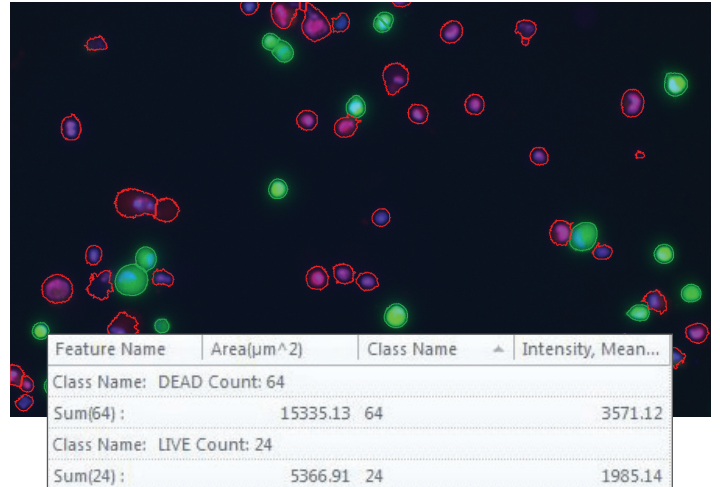 Feature Name Area(µm^2) Class Name Intensity, Mean...
Class Name: DEAD Count: 64
Sum(64) : 15335.13 64 3571.12
Class Name: LIVE Count: 24
Sum(24) : 5366.91 24 1985.14